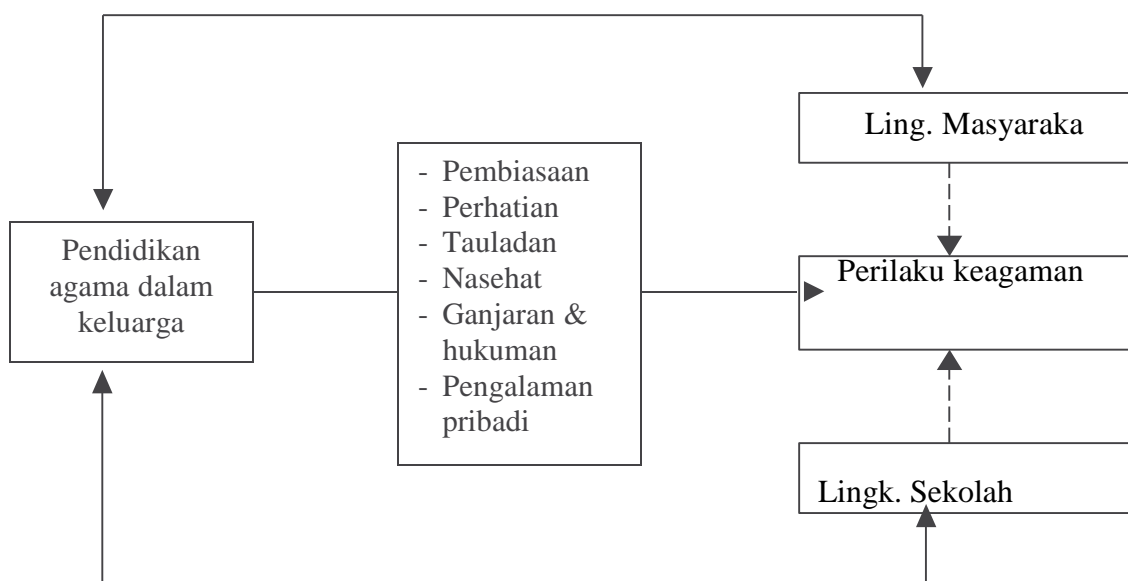 Ling. Masyaraka
Pendidikan
agama dalam
keluarga
- Pembiasaan
- Perhatian
- Tauladan
- Nasehat
- Ganjaran &
hukuman
- Pengalaman
pribadi
Perilaku keagaman
Lingk. Sekolah